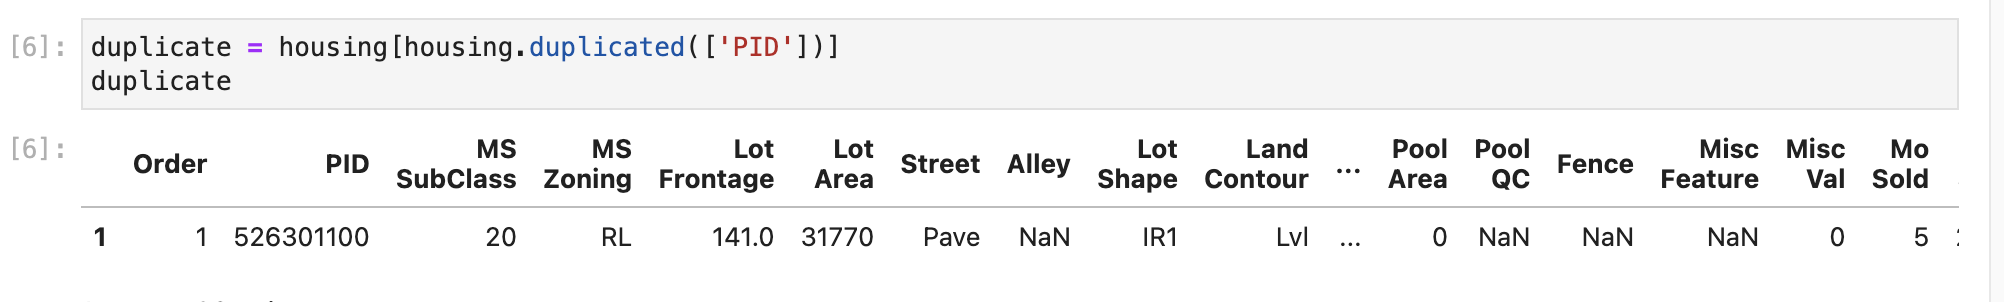 [6]: duplicate = housing[housing.duplicated(['PID'])]
duplicate
[6]: Order PID MS SubClass MS Zoning Lot Frontage Lot Area Street Alley Lot Shape Land Contour ... Pool Area Pool QC Fence Misc Feature Misc Val Mo Sold
1 1 526301100 20 RL 141.0 31770 Pave NaN IR1 Lvl ... 0 NaN NaN NaN 0 5